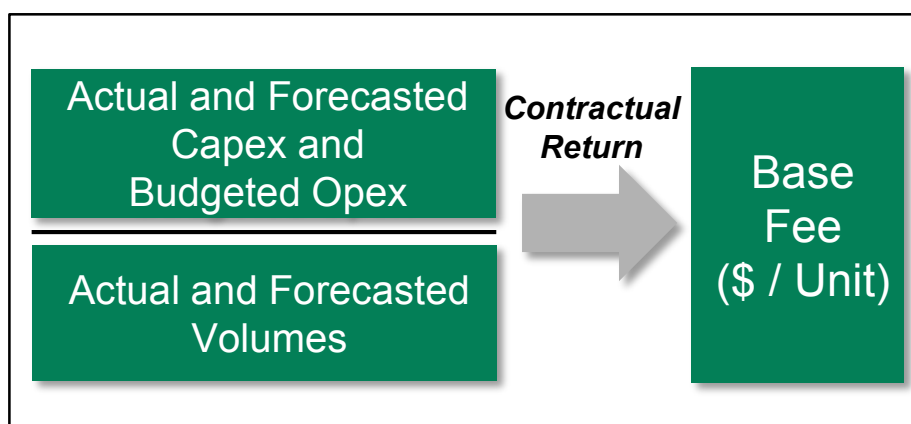 Actual and Forecasted
Capex and
Budgeted Opex
Contractual
Return
Actual and Forecasted
Volumes
Base
Fee
($ / Unit)